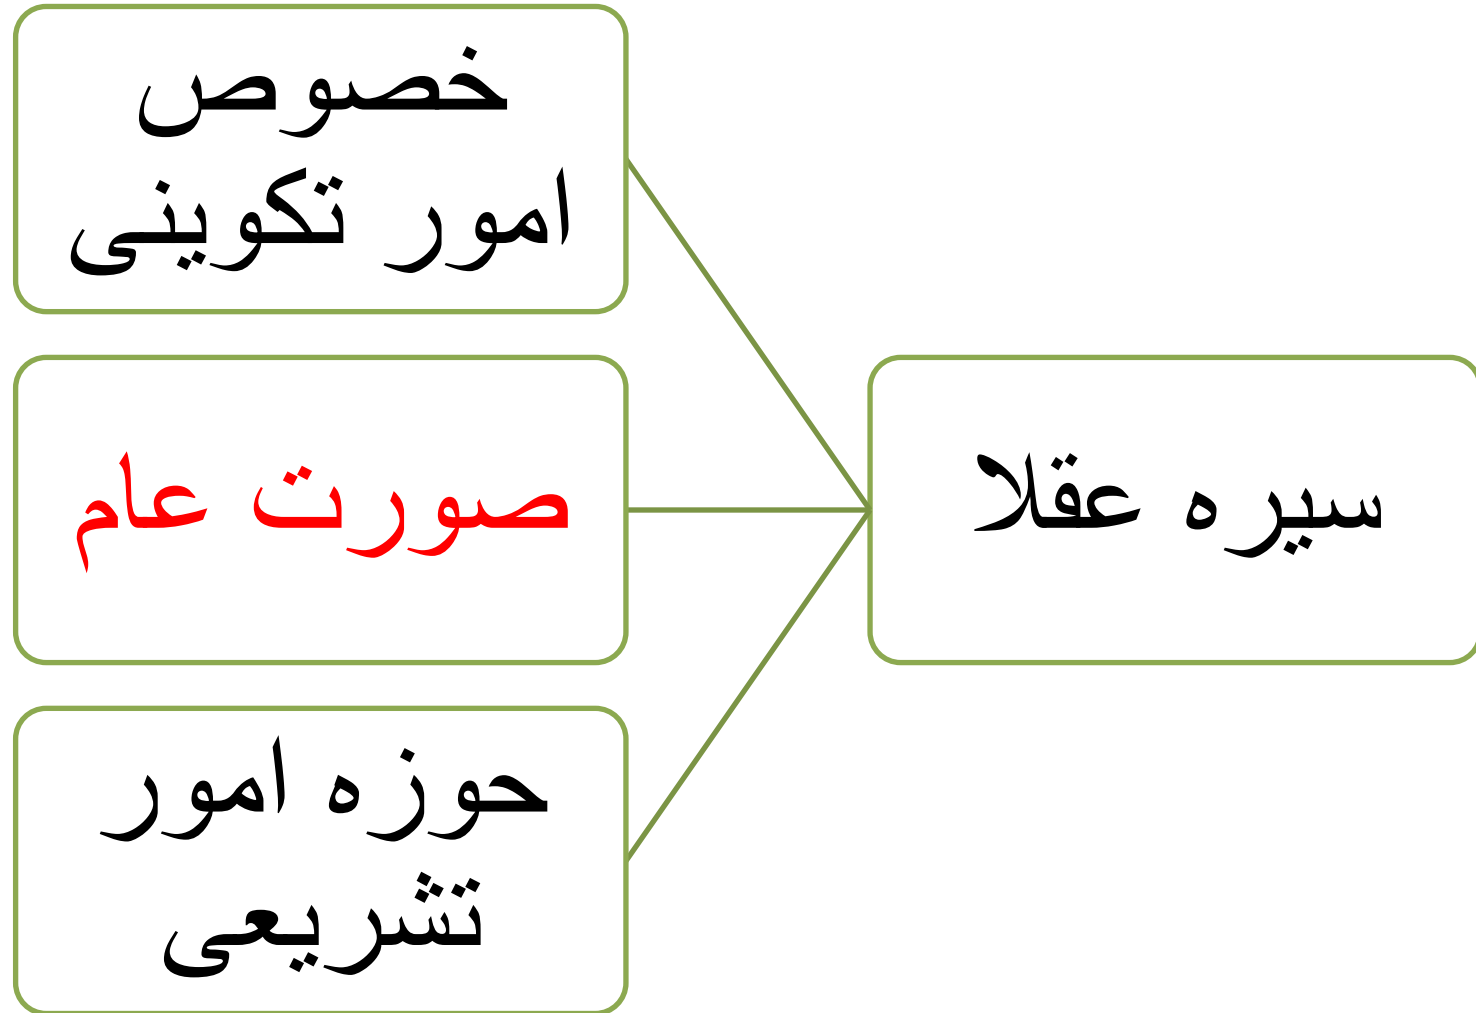 سیره عقلا
خصوص
امور تکوینی
صورت عام
حوزه امور
تشریعی